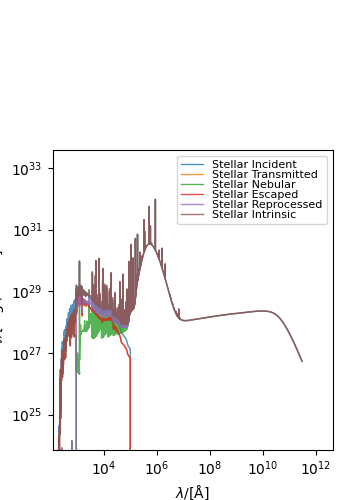 10^33
10^31
10^29
10^27
10^25
Stellar Incident
Stellar Transmitted
Stellar Nebular
Stellar Escaped
Stellar Reprocessed
Stellar Intrinsic
10^4 10^6 10^8 10^10 10^12
λ/[Å]